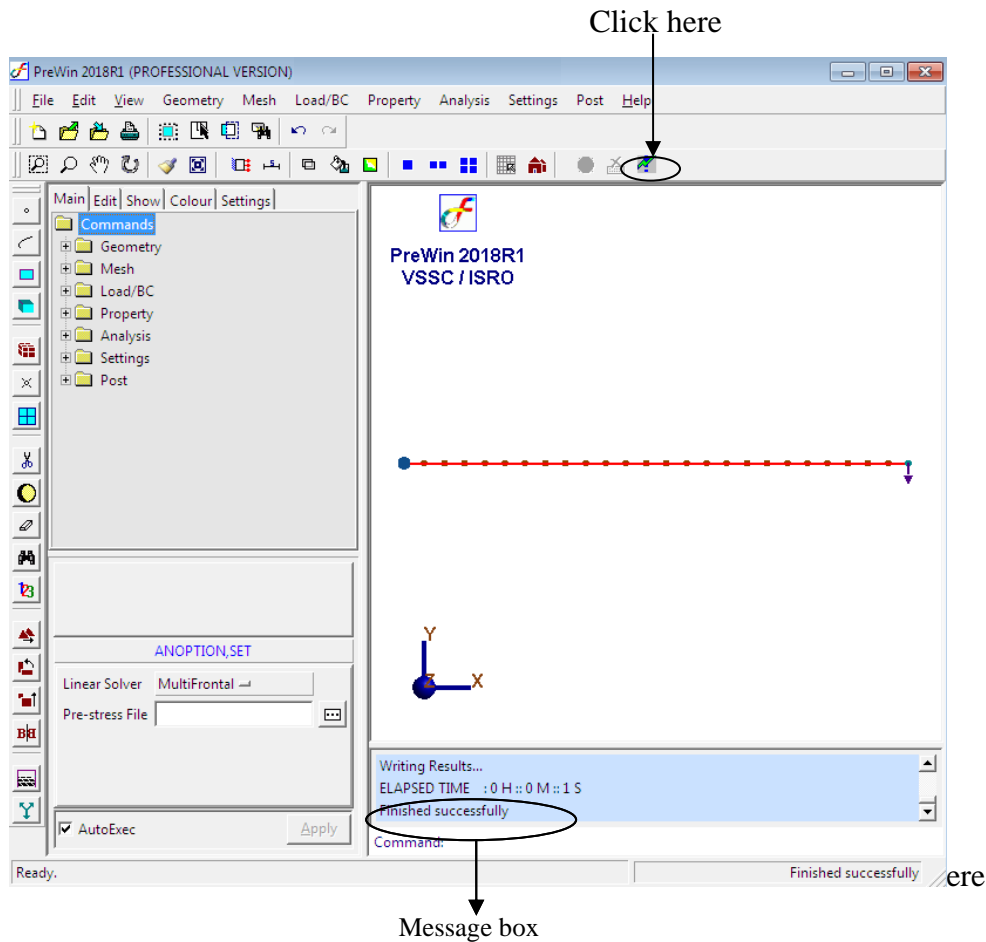 Click here
PreWin 2018R1 (PROFESSIONAL VERSION)
File Edit View Geometry Mesh Load/BC Property Analysis Settings Post Help
Main Edit Show Colour Settings
Commands
Geometry
Mesh
Load/BC
Property
Analysis
Settings
Post
PreWin 2018R1
VSSC / ISRO
Y
Z X
123
ANOPTION,SET
Linear Solver MultiFrontal
Pre-stress File
AutoExec Apply
Writing Results...
ELAPSED TIME : 0 H :: 0 M :: 1 S
Finished successfully
Command:
Ready. Finished successfully
ere
Message box